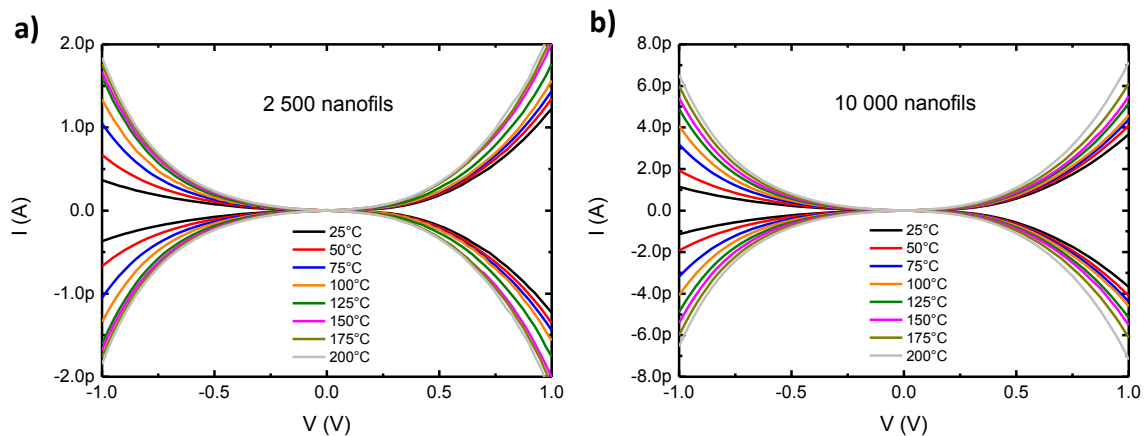 a)
2.0p
1.0p
0.0
-1.0p
-2.0p
I (A)
2 500 nanofils
25°C
50°C
75°C
100°C
125°C
150°C
175°C
200°C
-1.0
-0.5
0.0
0.5
1.0
V (V)
b)
8.0p
6.0p
4.0p
2.0p
0.0
-2.0p
-4.0p
-6.0p
-8.0p
I (A)
10 000 nanofils
25°C
50°C
75°C
100°C
125°C
150°C
175°C
200°C
-1.0
-0.5
0.0
0.5
1.0
V (V)